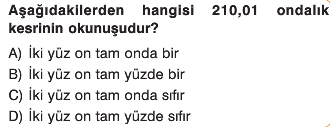 Aşağıdakilerden hangisi 210,01 ondalık
kesrinin okunuşudur?
A) İki yüz on tam onda bir
B) İki yüz on tam yüzde bir
C) İki yüz on tam onda sıfır
D) İki yüz on tam yüzde sıfır